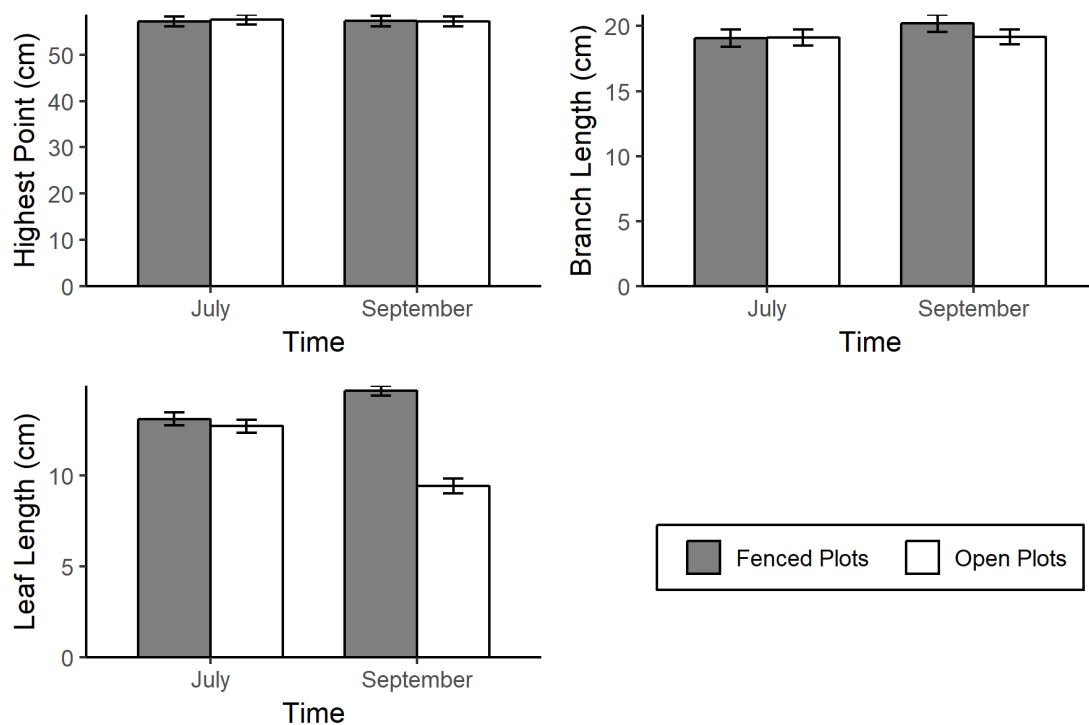 Highest Point (cm)
50
40
30
20
10
0
July September
Time
Branch Length (cm)
20
15
10
5
0
July September
Time
Leaf Length (cm)
10
5
0
July September
Time
Fenced Plots Open Plots